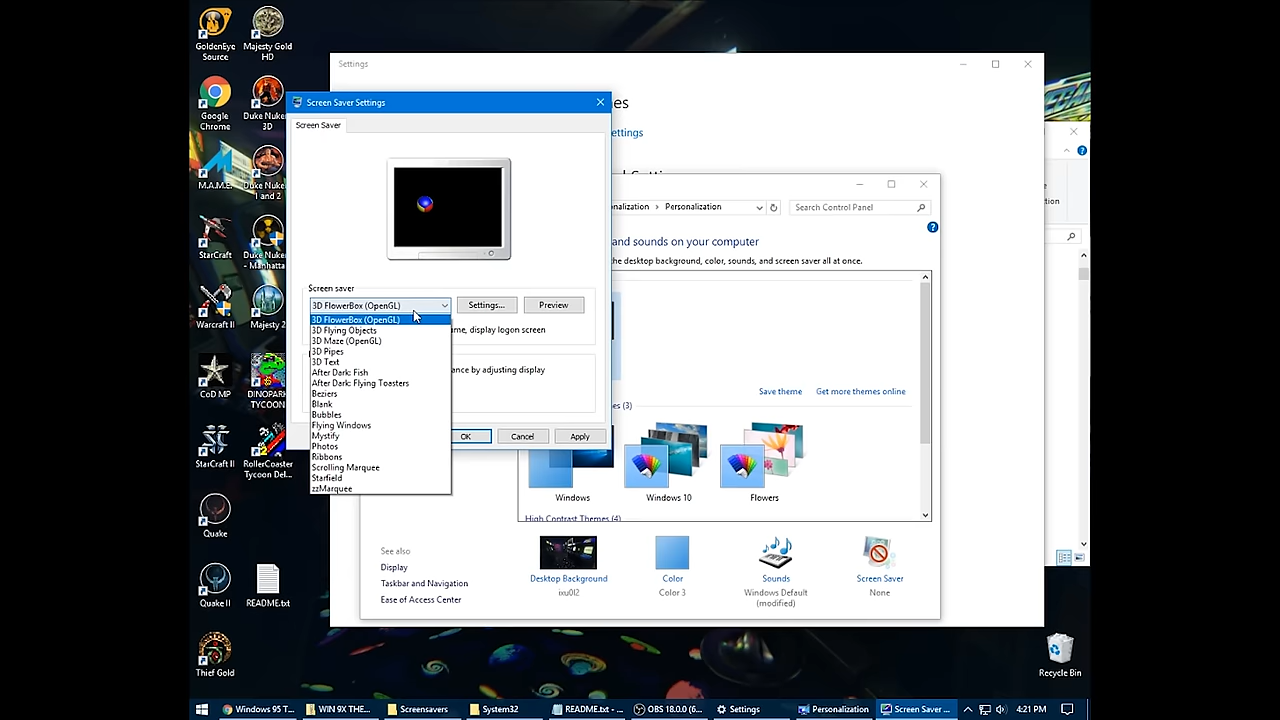 GoldenEye
Source
Majesty Gold
HD
Google
Chrome
Duke Nuken
3D
M.A.M.E.
Duke Nuken
1 and 2
StarCraft
Duke Nuken
- Manhatta
Warcraft II
Majesty 2
CoD MP
DINOPARK
TYCOON
StarCraft II
RollerCoaster
Tycoon Del...
Quake
Quake II
README.txt
Thief Gold
Recycle Bin
Settings
es
ettings
Screen Saver Settings
Screen Saver
Screen saver
3D FlowerBox (OpenGL)
Settings...
Preview
3D FlowerBox (OpenGL)
3D Flying Objects
3D Maze (OpenGL)
3D Pipes
3D Text
After Dark: Fish
After Dark: Flying Toasters
Beziers
Blank
Bubbles
Flying Windows
Mystify
Photos
Ribbons
Scrolling Marquee
Starfield
zzMarquee
me, display logon screen
ance by adjusting display
OK
Cancel
Apply
nalization > Personalization
Search Control Panel
and sounds on your computer
the desktop background, color, sounds, and screen saver all at once.
Save theme
Get more themes online
es (3)
Windows
Windows 10
Flowers
High Contrast Themes (4)
See also
Display
Taskbar and Navigation
Ease of Access Center
Desktop Background
ixu0l2
Color
Color 3
Sounds
Windows Default
(modified)
Screen Saver
None
e
tion
Windows 95 T...
WIN 9X THE...
Screensavers
System32
README.txt - ...
OBS 18.0.0 (6...
Settings
Personalization
Screen Saver ...
4:21 PM